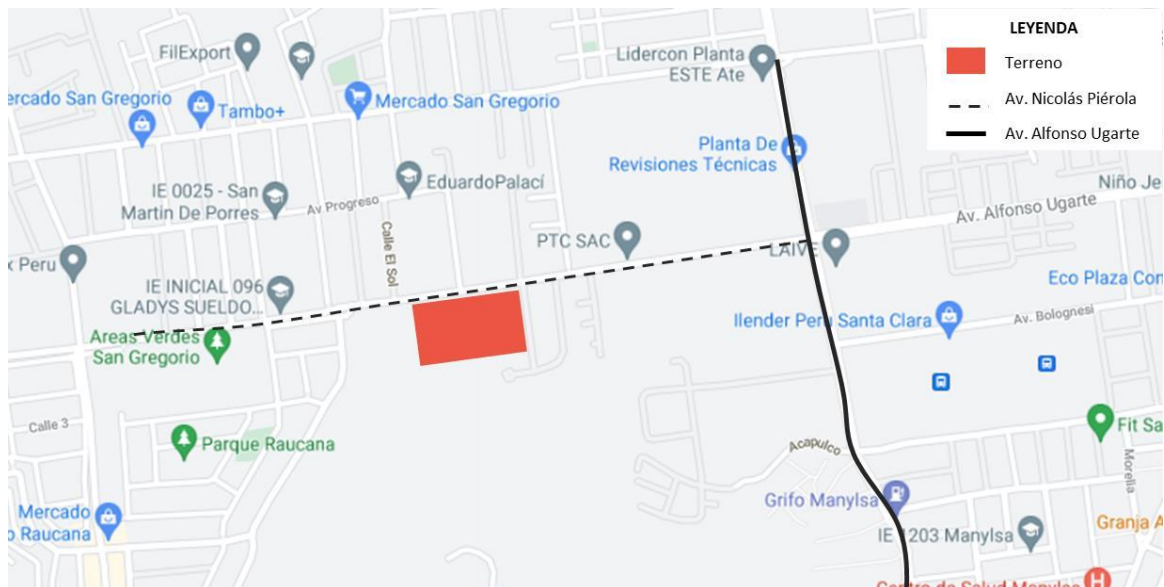 LEYENDA
Terreno
Av. Nicolás Piérola
Av. Alfonso Ugarte
FilExport
Lidercon Planta
ESTE Ate
ercado San Gregorio
Tambo+
Mercado San Gregorio
Planta De
Revisiones Técnicas
IE 0025 - San
Martin De Porres
EduardoPalací
Av Progreso
Calle El Sol
Niño Je
Av. Alfonso Ugarte
PTC SAC
LAIVE
x Peru
IE INICIAL 096
GLADYS SUELDO...
Eco Plaza Con
Areas Verdes
San Gregorio
Ilender Peru Santa Clara
Av. Bolognesi
Calle 3
Parque Raucana
Acapulco
Fit Sa
Morelia
Mercado
o Raucana
Grifo Manylsa
IE 1203 Manylsa
Granja A
Centro de Salud Manylsa